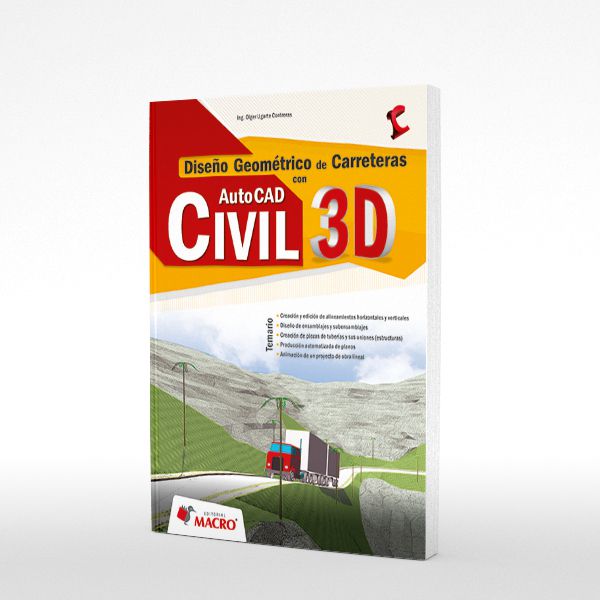 Ing. Olger Ugarte Contreras
Diseño Geométrico de Carreteras
con
AutoCAD
CIVIL 3D
Temario
• Creación y edición de alineamientos horizontales y verticales
• Diseño de ensamblajes y subensamblajes
• Creación de piezas de tuberías y sus uniones (estructuras)
• Producción automatizada de planos
• Animación de un proyecto de obra lineal
EDITORIAL
MACRO®